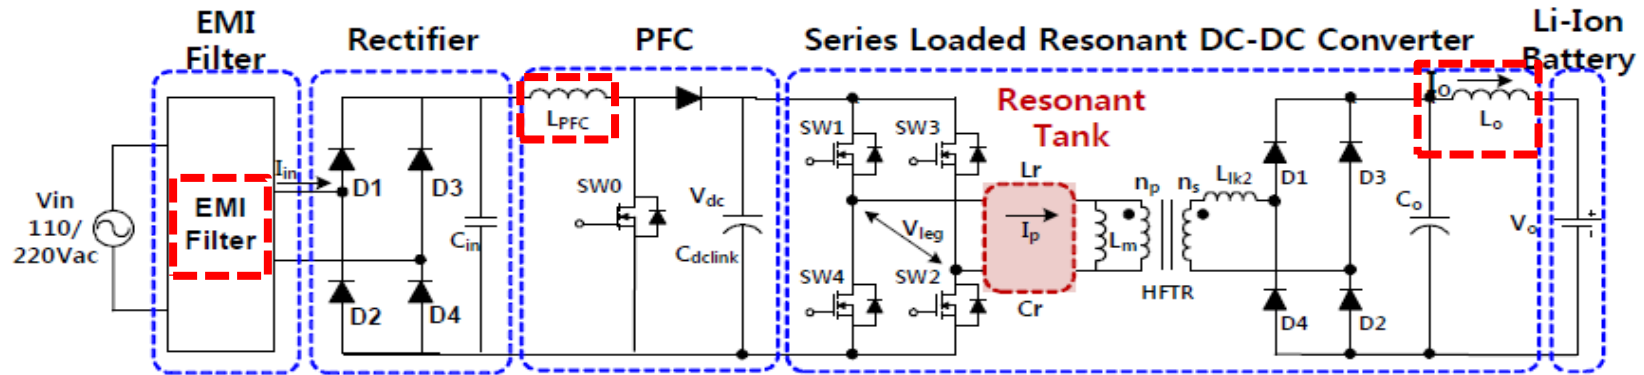 EMI
Filter
Rectifier
PFC
Series Loaded Resonant DC-DC Converter
Li-Ion
Battery
Vin
110/
220Vac
EMI
Filter
Iin
D1
D3
D2
D4
Cin
LPFC
SW0
Vdc
Cdclink
SW1
SW3
SW4
SW2
Vleg
Resonant
Tank
Lr
Ip
Cr
Lm
np
ns
HFTR
Llk2
D1
D3
D4
D2
Io
Lo
Co
Vo
+
-